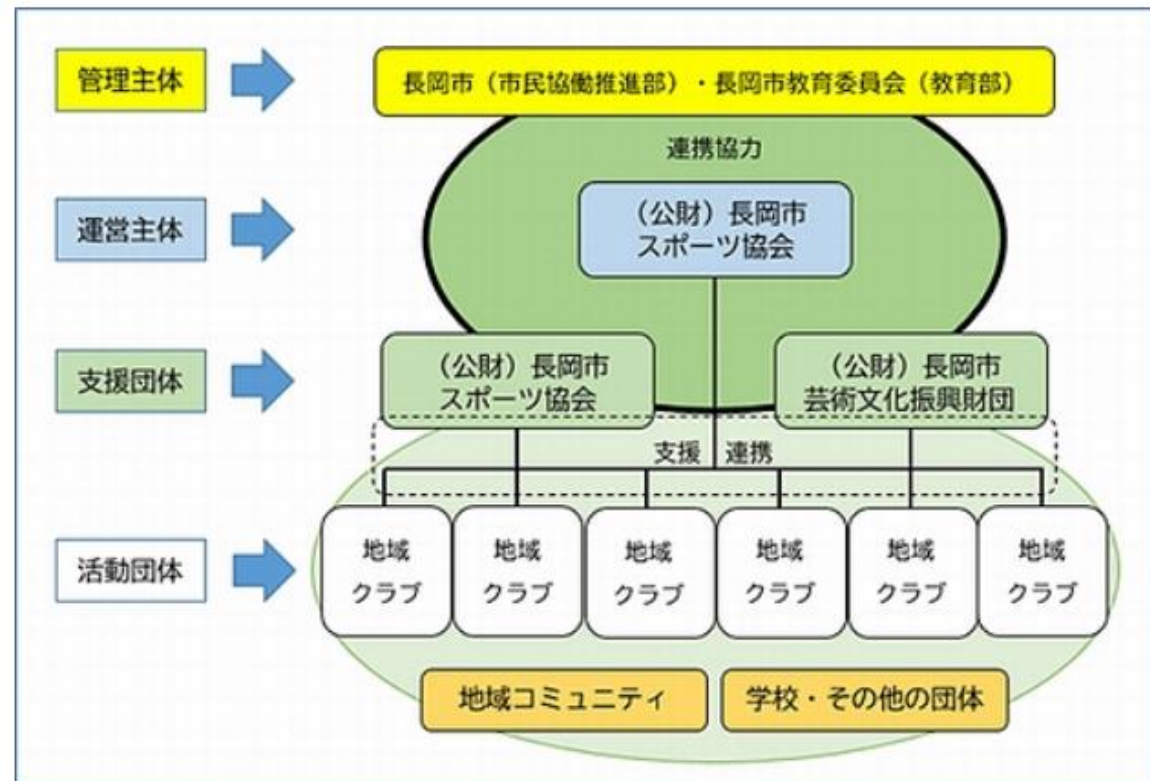 管理主体
長岡市（市民協働推進部）・長岡市教育委員会（教育部）
連携協力
運営主体
（公財）長岡市
スポーツ協会
支援団体
（公財）長岡市
スポーツ協会
（公財）長岡市
芸術文化振興財団
支援 連携
活動団体
地域
クラブ
地域
クラブ
地域
クラブ
地域
クラブ
地域
クラブ
地域
クラブ
地域コミュニティ
学校・その他の団体